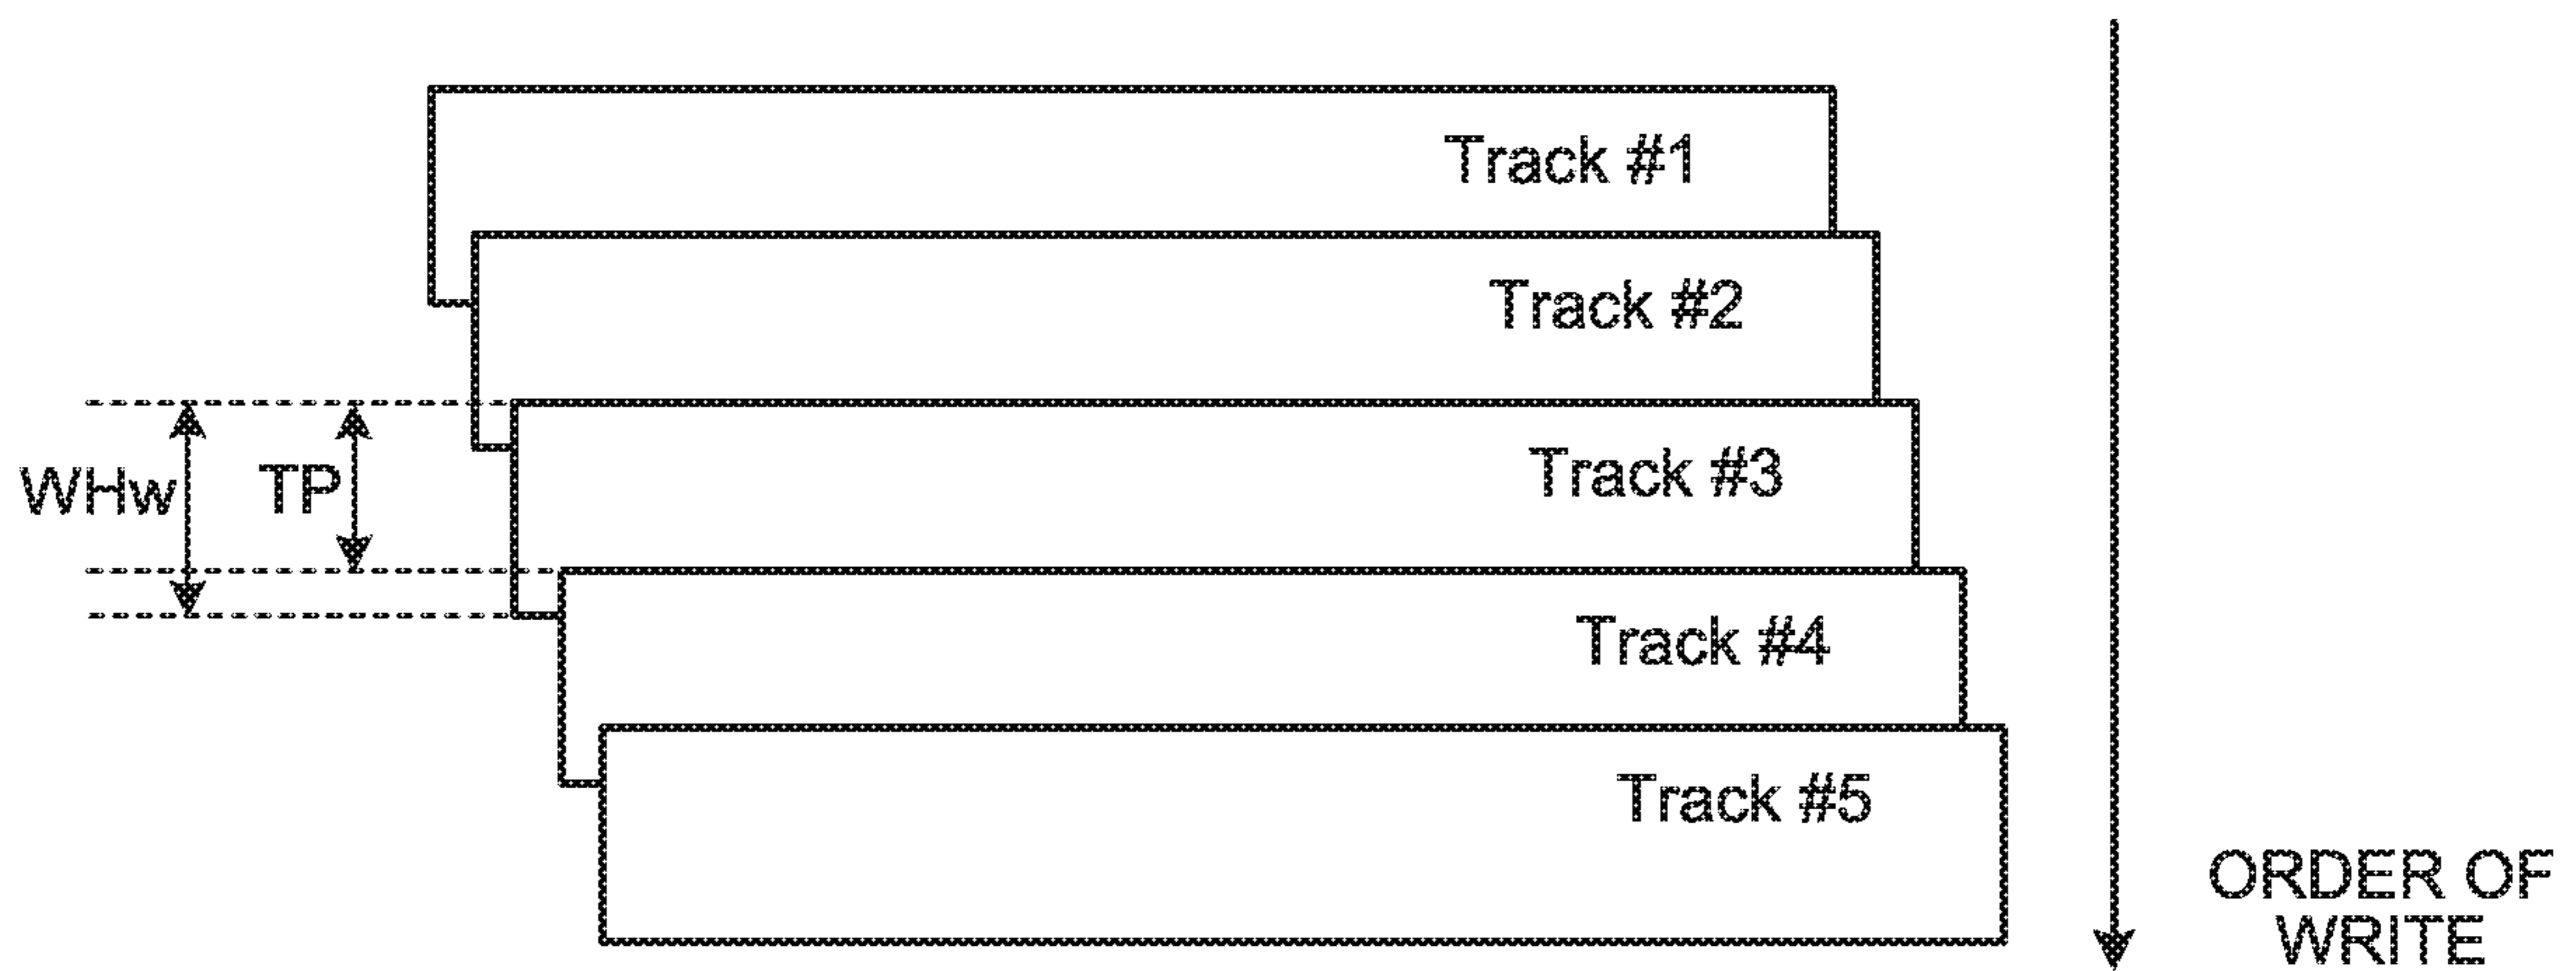 Track #1
Track #2
WHw
TP
Track #3
Track #4
Track #5
ORDER OF
WRITE